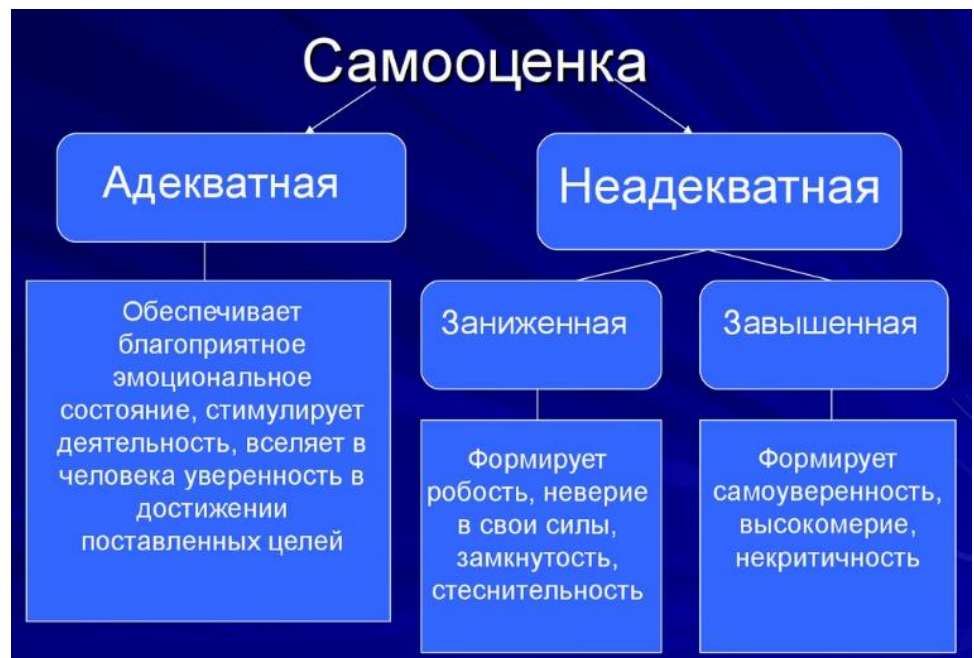 Самооценка
Адекватная
Неадекватная
Обеспечивает
благоприятное
эмоциональное
состояние, стимулирует
деятельность, вселяет в
человека уверенность в
достижении
поставленных целей
Заниженная
Завышенная
Формирует
робость, неверие
в свои силы,
замкнутость,
стеснительность
Формирует
самоуверенность,
высокомерие,
некритичность